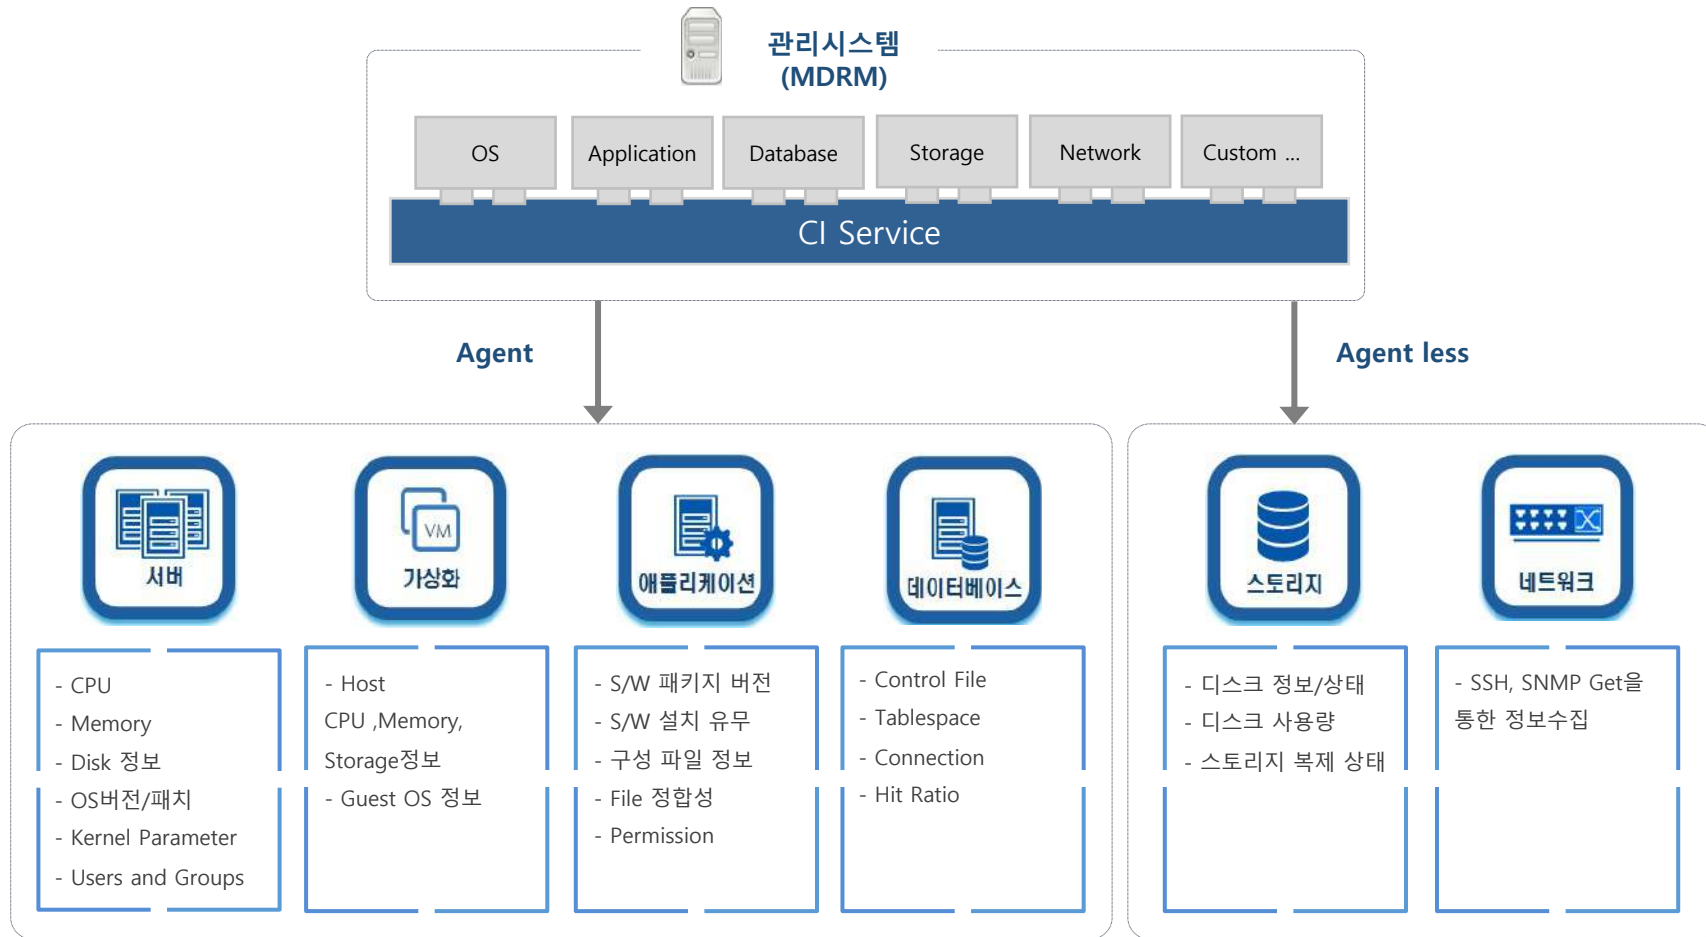 관리시스템
(MDRM)
OS
Application
Database
Storage
Network
Custom ...
CI Service
Agent
Agent less
서버
VM
가상화
애플리케이션
데이터베이스
스토리지
네트워크
- CPU
- Memory
- Disk 정보
- OS버전/패치
- Kernel Parameter
- Users and Groups
- Host
CPU ,Memory,
Storage정보
- Guest OS 정보
- S/W 패키지 버전
- S/W 설치 유무
- 구성 파일 정보
- File 정합성
- Permission
- Control File
- Tablespace
- Connection
- Hit Ratio
- 디스크 정보/상태
- 디스크 사용량
- 스토리지 복제 상태
- SSH, SNMP Get을
통한 정보수집